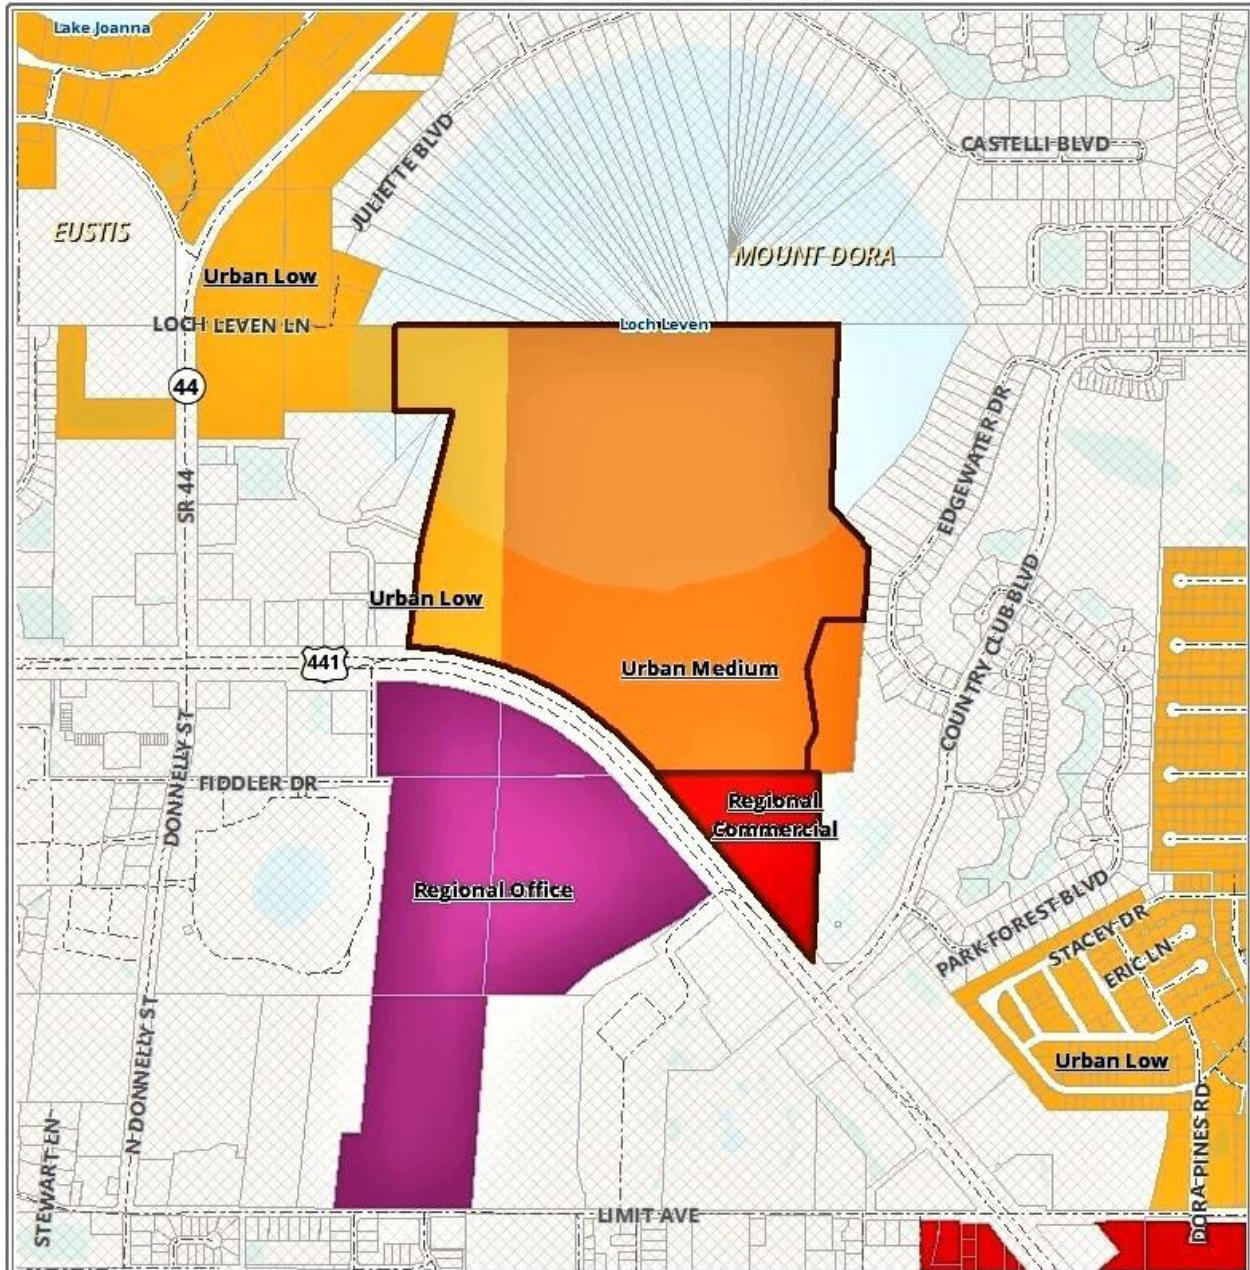 Lake Joanna
JULIETTE BLVD
CASTELLI BLVD
EUSTIS
MOUNT DORA
Urban Low
LOCH LEVEN LN
Loch Leven
44
EDGEWATER DR
SR 44
COUNTRY CLUB BLVD
Urban Low
441
Urban Medium
DONNELLY ST
FIDDLER DR
Regional
Commercial
Regional Office
PARK FOREST BLVD
STACEY DR
ERIC LN
N DONNELLY ST
Urban Low
STEWART LN
DORA PINES RD
LIMIT AVE